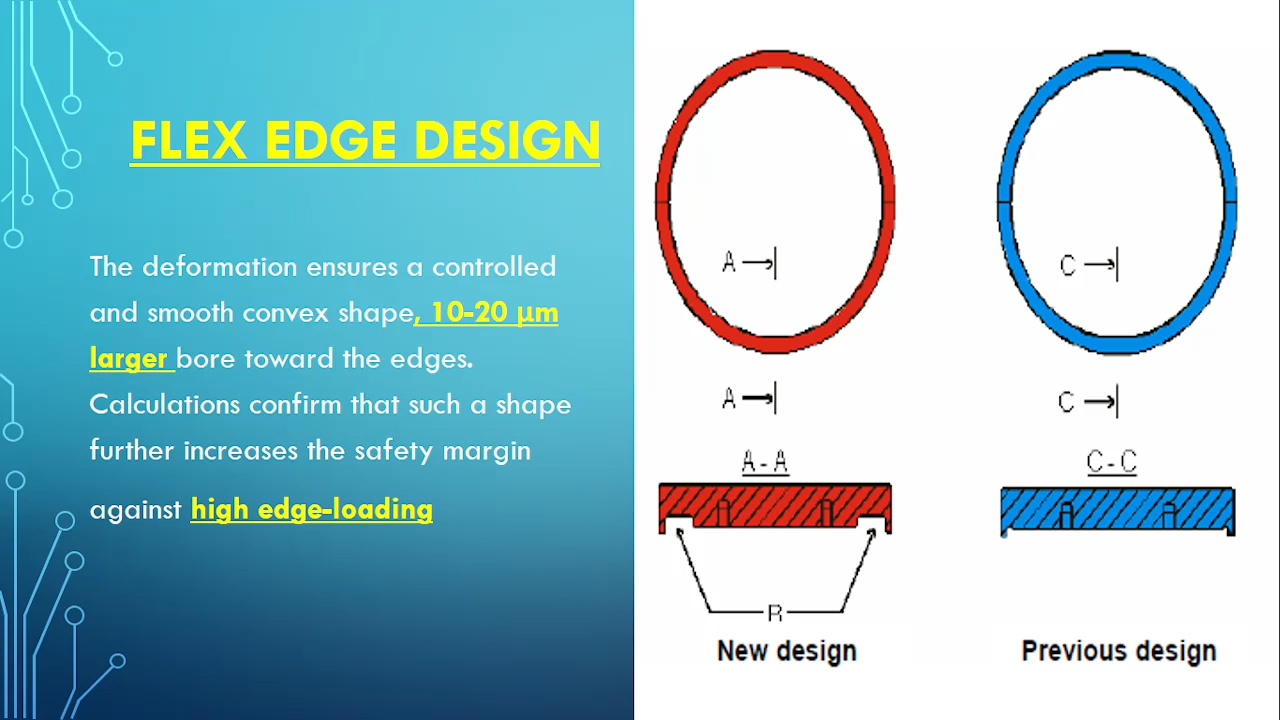 FLEX EDGE DESIGN
The deformation ensures a controlled
and smooth convex shape, 10-20 µm
larger bore toward the edges.
Calculations confirm that such a shape
further increases the safety margin
against high edge-loading
A
C
A
C
A - A
C - C
R
New design
Previous design